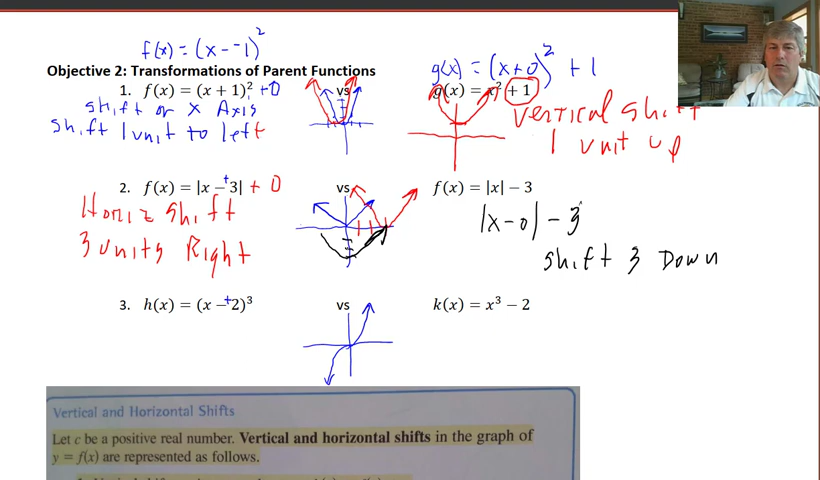 f(x) = (x - -1)²
Objective 2: Transformations of Parent Functions
g(x) = (x+0)² + 1
1. f(x) = (x + 1)² +0 vs g(x) = x² + 1
shift on x Axis
shift 1 unit to left
vertical shift
1 unit up
2. f(x) = |x - +3| + 0 vs f(x) = |x| − 3
Horiz shift
3 units Right
|x-0| - 3
shift 3 Down
3. h(x) = (x - +2)³ vs k(x) = x³ − 2
Vertical and Horizontal Shifts
Let c be a positive real number. Vertical and horizontal shifts in the graph of
y = f(x) are represented as follows.